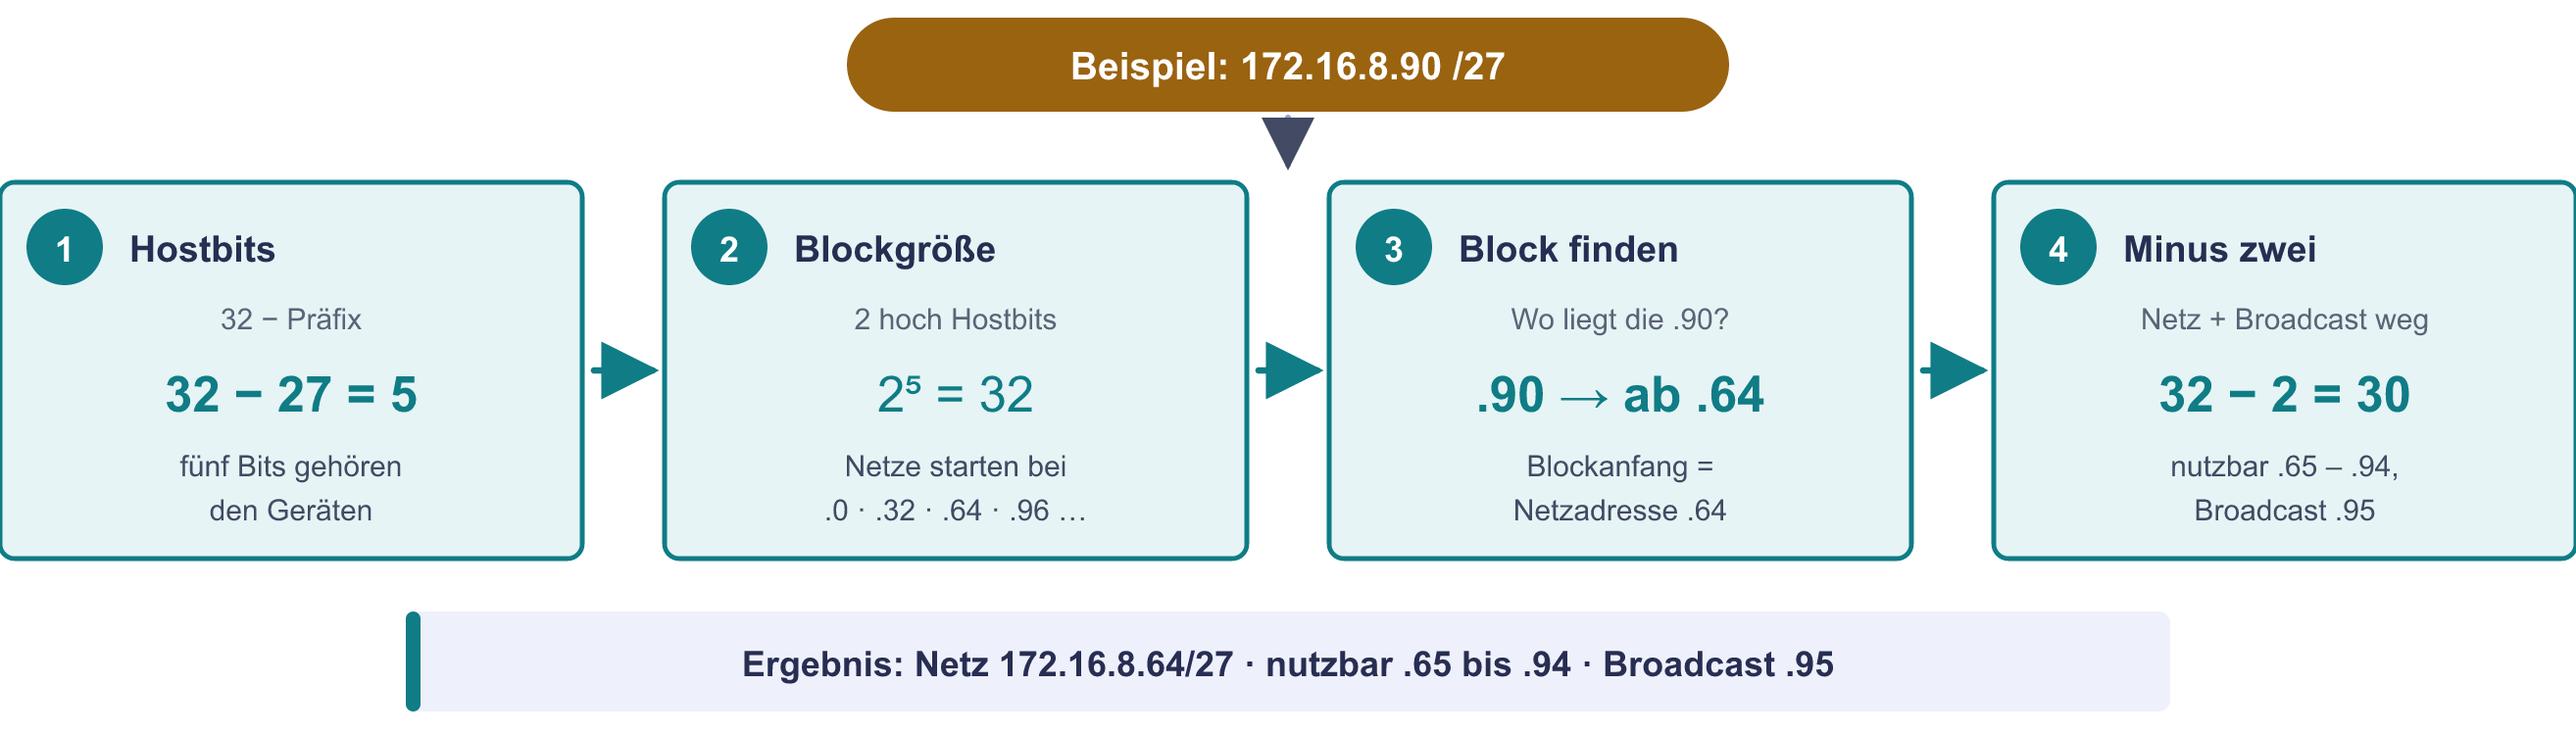 Beispiel: 172.16.8.90 /27
1 Hostbits
32 − Präfix
32 − 27 = 5
fünf Bits gehören
den Geräten
2 Blockgröße
2 hoch Hostbits
2⁵ = 32
Netze starten bei
.0 · .32 · .64 · .96 …
3 Block finden
Wo liegt die .90?
.90 → ab .64
Blockanfang =
Netzadresse .64
4 Minus zwei
Netz + Broadcast weg
32 − 2 = 30
nutzbar .65 – .94,
Broadcast .95
Ergebnis: Netz 172.16.8.64/27 · nutzbar .65 bis .94 · Broadcast .95